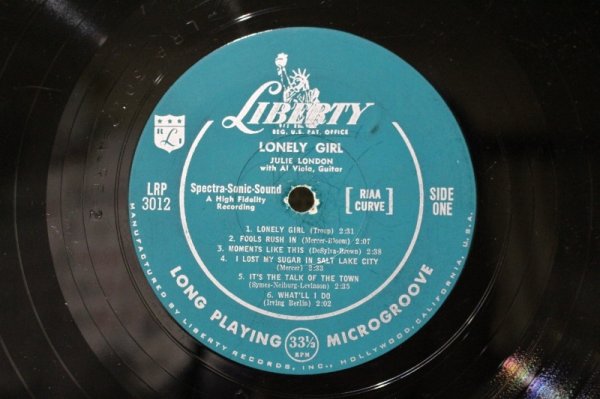 LIBERTY
REG. U.S. PAT. OFFICE
LONELY GIRL
JULIE LONDON
with Al Viola, Guitar
R L I
LRP
3012
Spectra-Sonic-Sound
A High Fidelity
Recording
[RIAA
CURVE]
SIDE
ONE
1. LONELY GIRL (Troup) 2:31
2. FOOLS RUSH IN (Mercer-Bloom) 2:07
3. MOMENTS LIKE THIS (DeSylva-Brown) 2:38
4. I LOST MY SUGAR IN SALT LAKE CITY
(Mercer) 2:33
5. IT'S THE TALK OF THE TOWN
(Symes-Neiburg-Levinson) 2:35
6. WHAT'LL I DO
(Irving Berlin) 2:02
LONG PLAYING 33⅓ RPM MICROGROOVE
MANUFACTURED BY LIBERTY RECORDS, INC., HOLLYWOOD, CALIFORNIA, U.S.A.